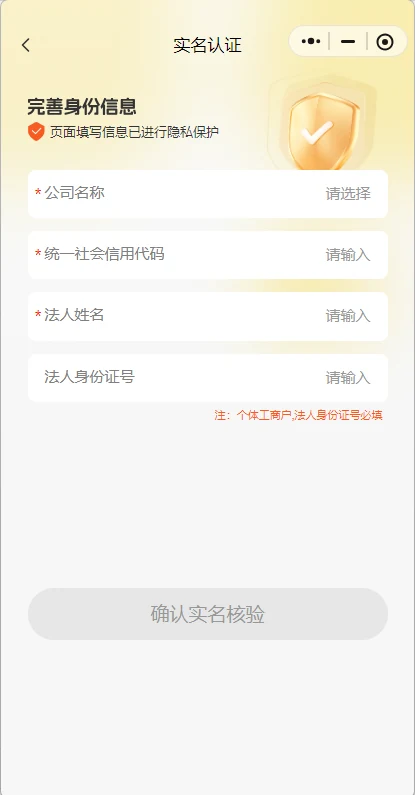 实名认证
完善身份信息
页面填写信息已进行隐私保护
* 公司名称 请选择
* 统一社会信用代码 请输入
* 法人姓名 请输入
法人身份证号 请输入
注：个体工商户,法人身份证号必填
确认实名核验